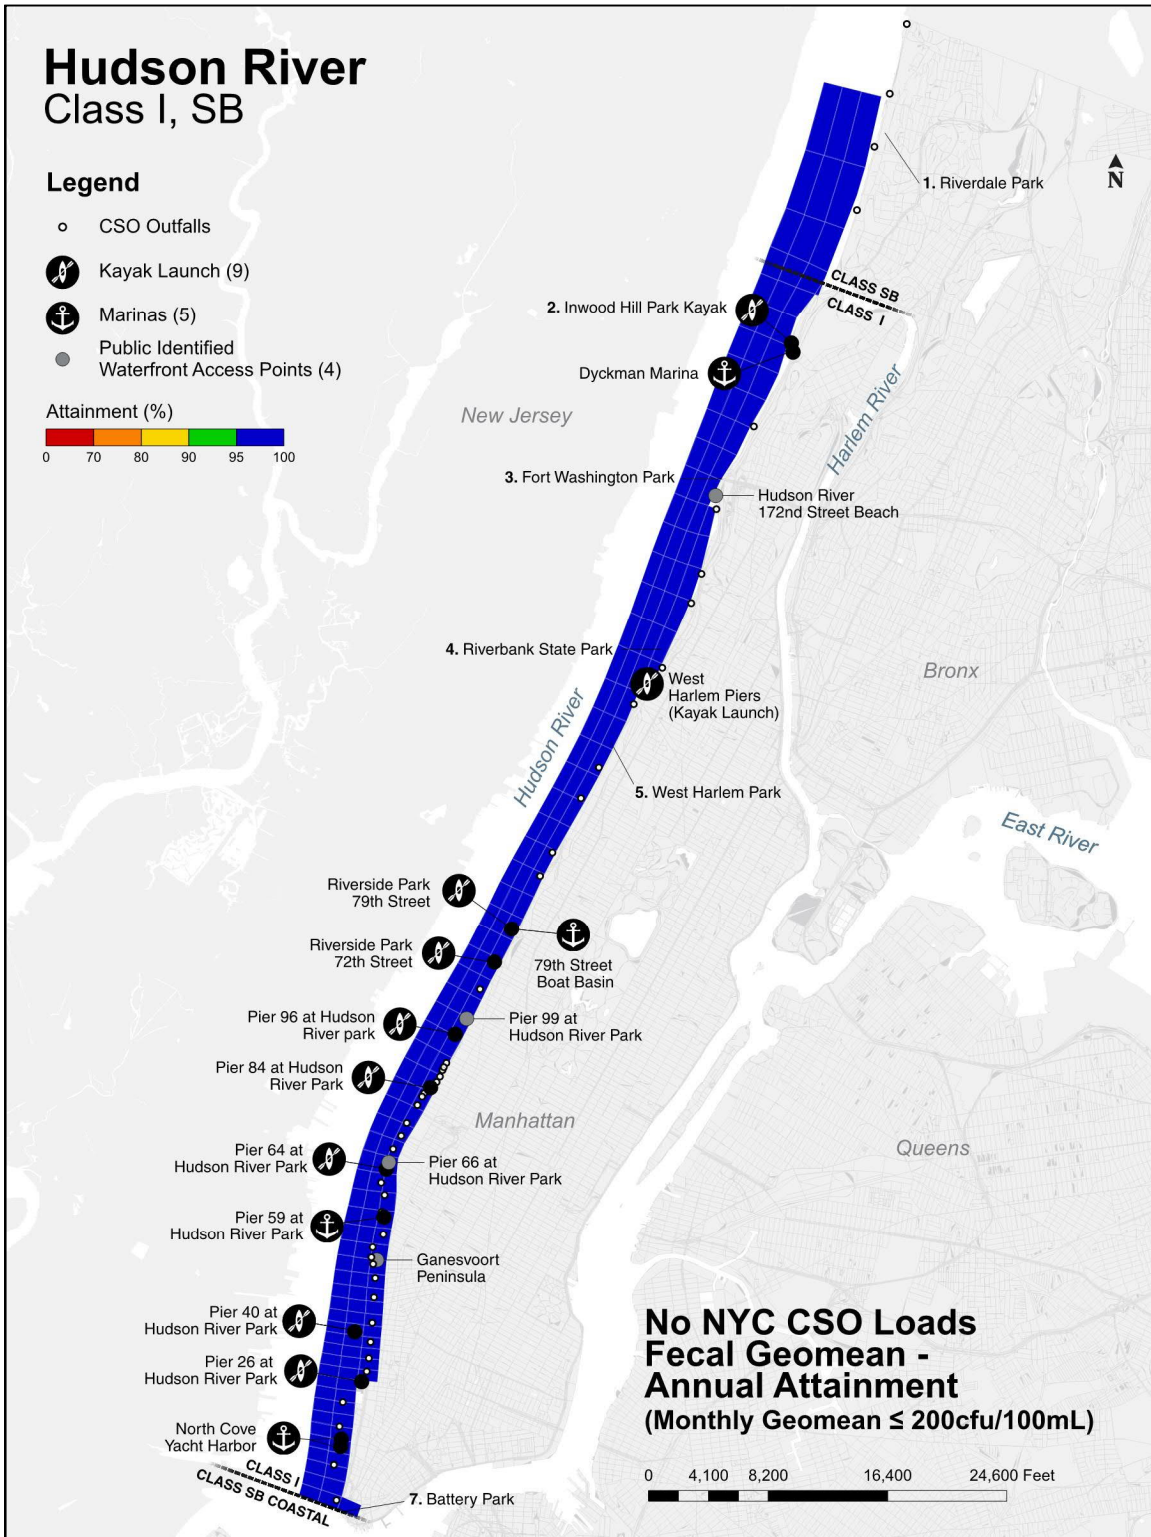 Hudson River
Class I, SB
Legend
CSO Outfalls
Kayak Launch (9)
Marinas (5)
Public Identified
Waterfront Access Points (4)
Attainment (%)
0 70 80 90 95 100
N
1. Riverdale Park
CLASS SB
CLASS I
2. Inwood Hill Park Kayak
Dyckman Marina
New Jersey
Harlem River
3. Fort Washington Park
Hudson River
172nd Street Beach
4. Riverbank State Park
West
Harlem Piers
(Kayak Launch)
Bronx
Hudson River
5. West Harlem Park
East River
Riverside Park
79th Street
79th Street
Boat Basin
Riverside Park
72th Street
Pier 96 at Hudson
River park
Pier 99 at
Hudson River Park
Pier 84 at Hudson
River Park
Manhattan
Queens
Pier 64 at
Hudson River Park
Pier 66 at
Hudson River Park
Pier 59 at
Hudson River Park
Ganesvoort
Peninsula
Pier 40 at
Hudson River Park
Pier 26 at
Hudson River Park
North Cove
Yacht Harbor
CLASS I
CLASS SB COASTAL
7. Battery Park
No NYC CSO Loads
Fecal Geomean -
Annual Attainment
(Monthly Geomean ≤ 200cfu/100mL)
0 4,100 8,200 16,400 24,600 Feet